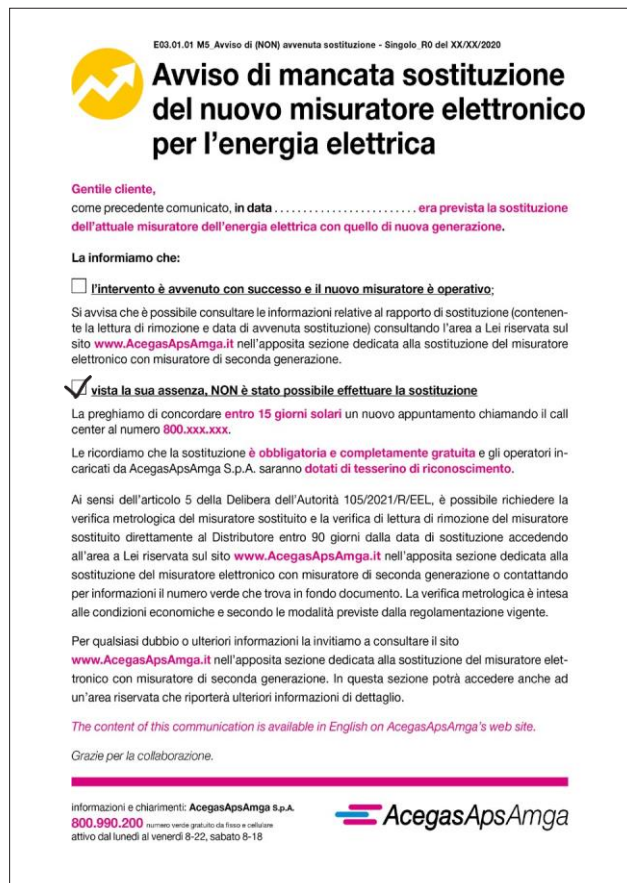 E03.01.01 M5_Avviso di (NON) avvenuta sostituzione - Singolo_R0 del XX/XX/2020
Avviso di mancata sostituzione
del nuovo misuratore elettronico
per l'energia elettrica
Gentile cliente,
come precedente comunicato, in data ........................ era prevista la sostituzione
dell'attuale misuratore dell'energia elettrica con quello di nuova generazione.
La informiamo che:
l'intervento è avvenuto con successo e il nuovo misuratore è operativo;
Si avvisa che è possibile consultare le informazioni relative al rapporto di sostituzione (contenen-
te la lettura di rimozione e data di avvenuta sostituzione) consultando l'area a Lei riservata sul
sito www.AcegasApsAmga.it nell'apposita sezione dedicata alla sostituzione del misuratore
elettronico con misuratore di seconda generazione.
vista la sua assenza, NON è stato possibile effettuare la sostituzione
La preghiamo di concordare entro 15 giorni solari un nuovo appuntamento chiamando il call
center al numero 800.xxx.xxx.
Le ricordiamo che la sostituzione è obbligatoria e completamente gratuita e gli operatori in-
caricati da AcegasApsAmga S.p.A. saranno dotati di tesserino di riconoscimento.
Ai sensi dell'articolo 5 della Delibera dell'Autorità 105/2021/R/EEL, è possibile richiedere la
verifica metrologica del misuratore sostituito e la verifica di lettura di rimozione del misuratore
sostituito direttamente al Distributore entro 90 giorni dalla data di sostituzione accedendo
all'area a Lei riservata sul sito www.AcegasApsAmga.it nell'apposita sezione dedicata alla
sostituzione del misuratore elettronico con misuratore di seconda generazione o contattando
per informazioni il numero verde che trova in fondo documento. La verifica metrologica è intesa
alle condizioni economiche e secondo le modalità previste dalla regolamentazione vigente.
Per qualsiasi dubbio o ulteriori informazioni la invitiamo a consultare il sito
www.AcegasApsAmga.it nell'apposita sezione dedicata alla sostituzione del misuratore elet-
tronico con misuratore di seconda generazione. In questa sezione potrà accedere anche ad
un'area riservata che riporterà ulteriori informazioni di dettaglio.
The content of this communication is available in English on AcegasApsAmga's web site.
Grazie per la collaborazione.
informazioni e chiarimenti: AcegasApsAmga S.p.A.
800.990.200 numero verde gratuito da fisso e cellulare
attivo dal lunedì al venerdì 8-22, sabato 8-18
AcegasApsAmga